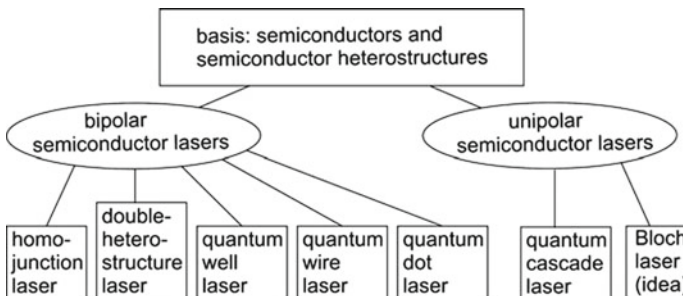 basis: semiconductors and
semiconductor heterostructures
bipolar
semiconductor lasers
unipolar
semiconductor lasers
homo-
junction
laser
double-
hetero-
structure
laser
quantum
well
laser
quantum
wire
laser
quantum
dot
laser
quantum
cascade
laser
Bloch
laser
(idea)